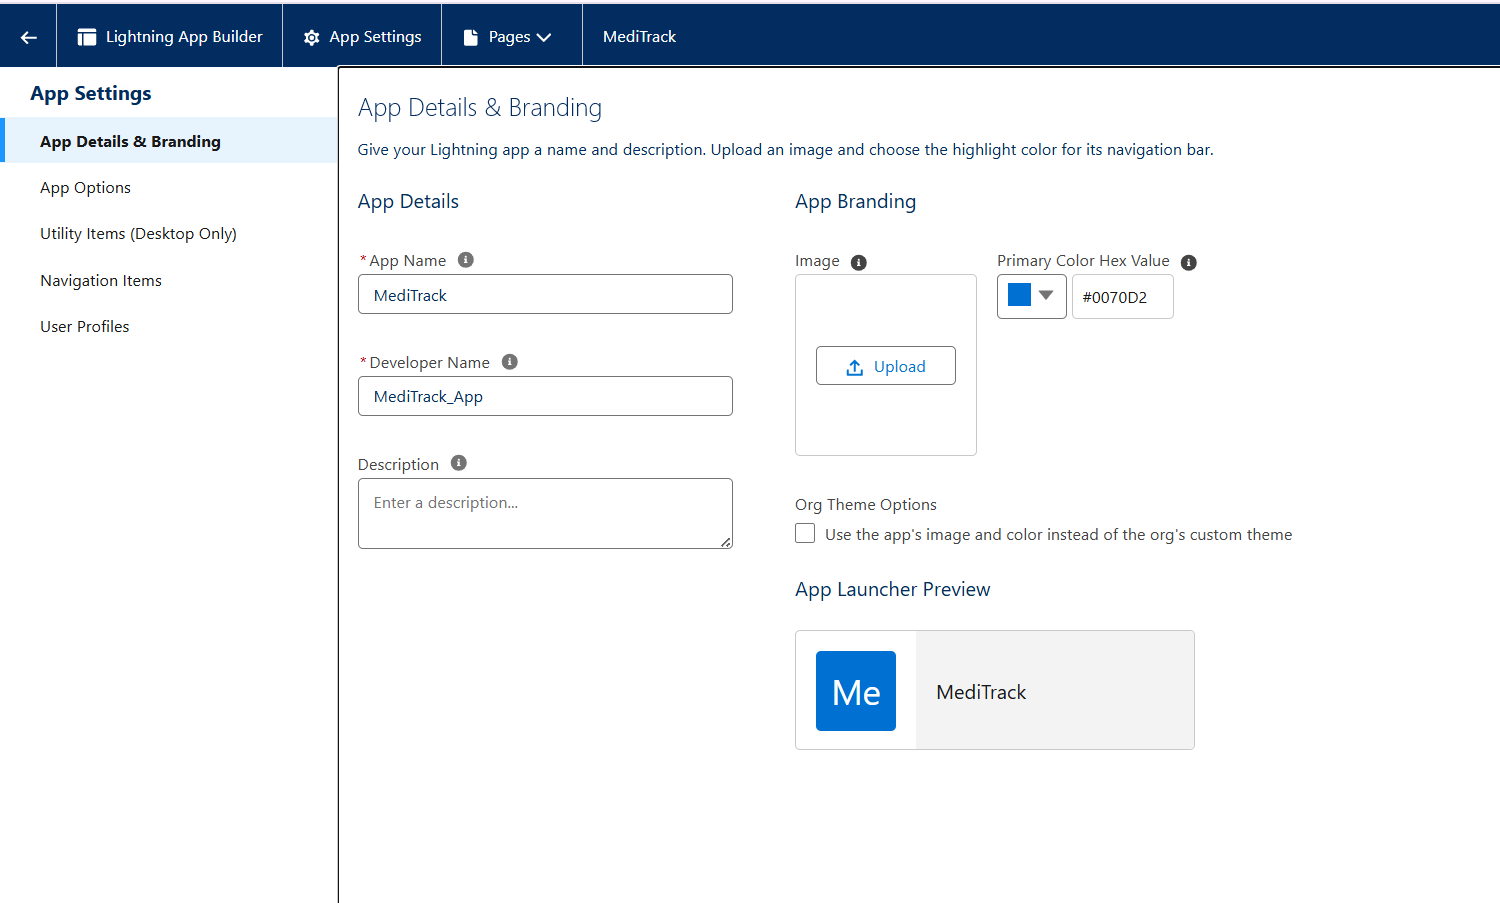 Lightning App Builder
App Settings
Pages
MediTrack
App Settings
App Details & Branding
App Options
Utility Items (Desktop Only)
Navigation Items
User Profiles
App Details & Branding
Give your Lightning app a name and description. Upload an image and choose the highlight color for its navigation bar.
App Details
*App Name
MediTrack
*Developer Name
MediTrack_App
Description
Enter a description...
App Branding
Image
Upload
Primary Color Hex Value
#0070D2
Org Theme Options
Use the app's image and color instead of the org's custom theme
App Launcher Preview
Me
MediTrack